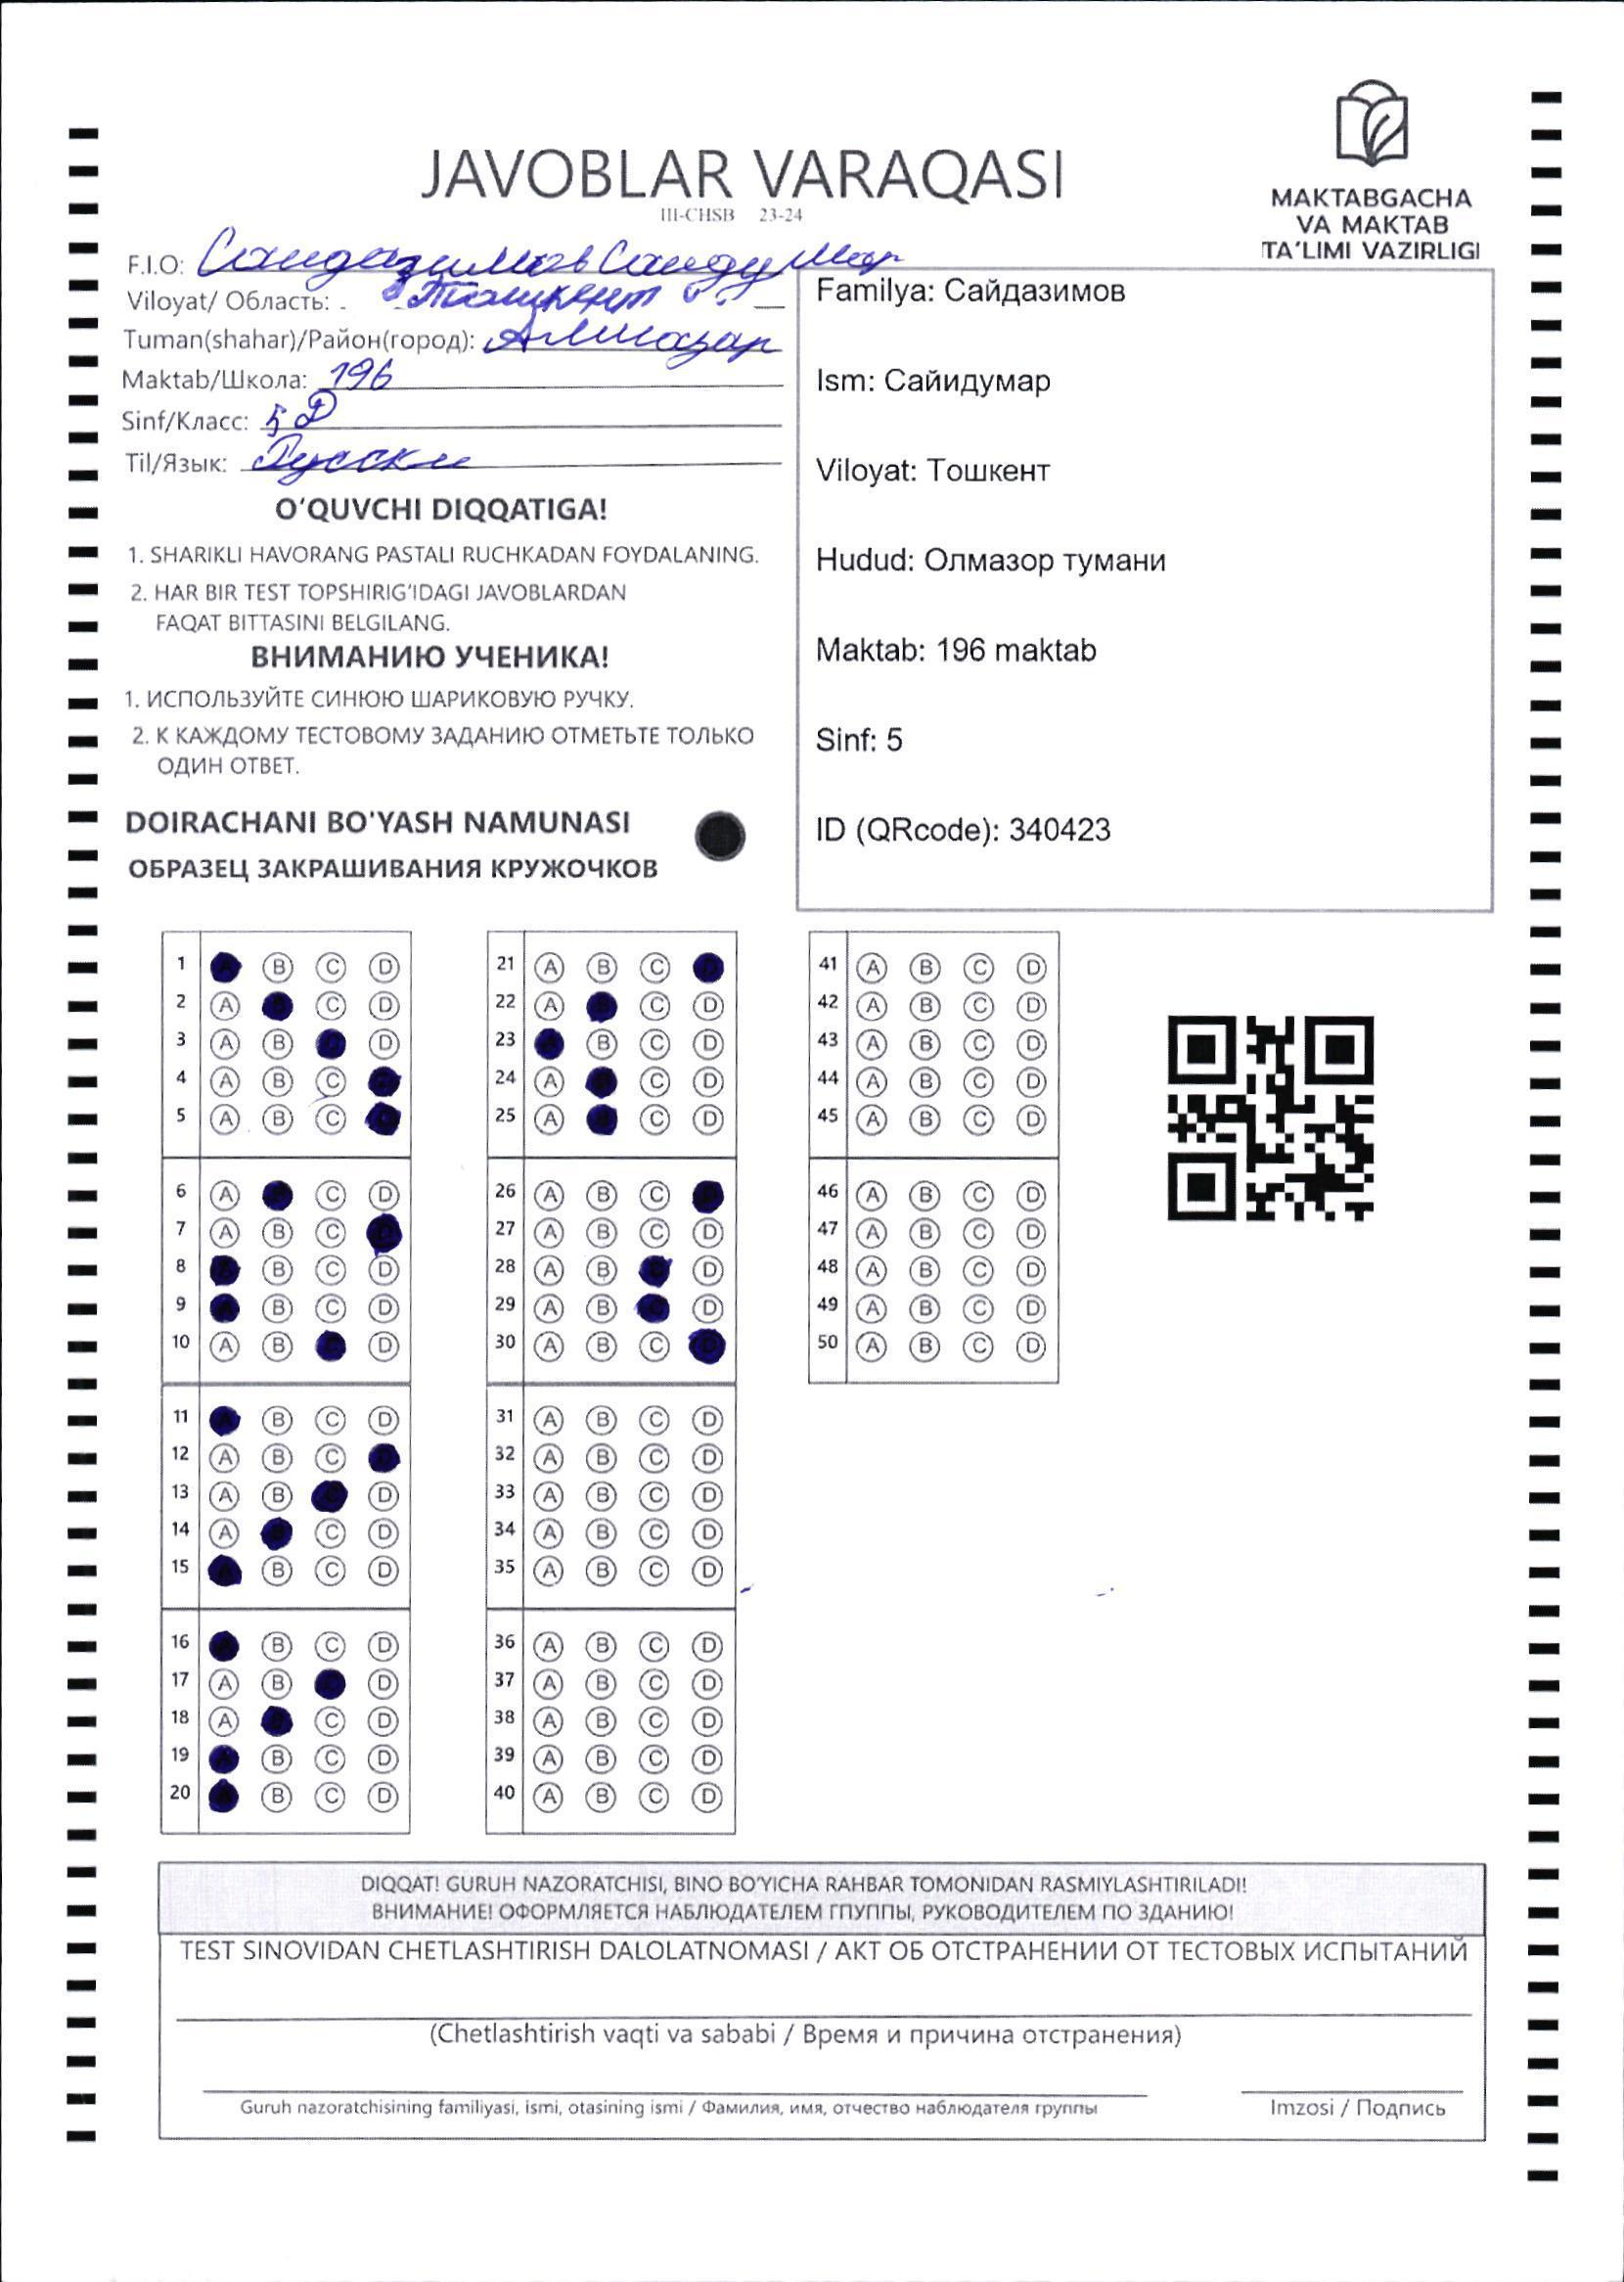 JAVOBLAR VARAQASI
III-CHSB 23-24
MAKTABGACHA
VA MAKTAB
TA'LIMI VAZIRLIGI
F.I.O: Саидазимов Саидумар
Viloyat/ Область: Ташкент
Tuman(shahar)/Район(город): Алмазар
Maktab/Школа: 196
Sinf/Класс: 5 Д
Til/Язык: Русски
O'QUVCHI DIQQATIGA!
1. SHARIKLI HAVORANG PASTALI RUCHKADAN FOYDALANING.
2. HAR BIR TEST TOPSHIRIG'IDAGI JAVOBLARDAN
FAQAT BITTASINI BELGILANG.
ВНИМАНИЮ УЧЕНИКА!
1. ИСПОЛЬЗУЙТЕ СИНЮЮ ШАРИКОВУЮ РУЧКУ.
2. К КАЖДОМУ ТЕСТОВОМУ ЗАДАНИЮ ОТМЕТЬТЕ ТОЛЬКО
ОДИН ОТВЕТ.
DOIRACHANI BO'YASH NAMUNASI
ОБРАЗЕЦ ЗАКРАШИВАНИЯ КРУЖОЧКОВ
Familya: Сайдазимов
Ism: Сайидумар
Viloyat: Тошкент
Hudud: Олмазор тумани
Maktab: 196 maktab
Sinf: 5
ID (QRcode): 340423
1 A B C D
2 A B C D
3 A B C D
4 A B C D
5 A B C D
6 A B C D
7 A B C D
8 A B C D
9 A B C D
10 A B C D
11 A B C D
12 A B C D
13 A B C D
14 A B C D
15 A B C D
16 A B C D
17 A B C D
18 A B C D
19 A B C D
20 A B C D
21 A B C D
22 A B C D
23 A B C D
24 A B C D
25 A B C D
26 A B C D
27 A B C D
28 A B C D
29 A B C D
30 A B C D
31 A B C D
32 A B C D
33 A B C D
34 A B C D
35 A B C D
36 A B C D
37 A B C D
38 A B C D
39 A B C D
40 A B C D
41 A B C D
42 A B C D
43 A B C D
44 A B C D
45 A B C D
46 A B C D
47 A B C D
48 A B C D
49 A B C D
50 A B C D
DIQQAT! GURUH NAZORATCHISI, BINO BO'YICHA RAHBAR TOMONIDAN RASMIYLASHTIRILADI!
ВНИМАНИЕ! ОФОРМЛЯЕТСЯ НАБЛЮДАТЕЛЕМ ГПУППЫ, РУКОВОДИТЕЛЕМ ПО ЗДАНИЮ!
TEST SINOVIDAN CHETLASHTIRISH DALOLATNOMASI / АКТ ОБ ОТСТРАНЕНИИ ОТ ТЕСТОВЫХ ИСПЫТАНИЙ
(Chetlashtirish vaqti va sababi / Время и причина отстранения)
Guruh nazoratchisining familiyasi, ismi, otasining ismi / Фамилия, имя, отчество наблюдателя группы
Imzosi / Подпись